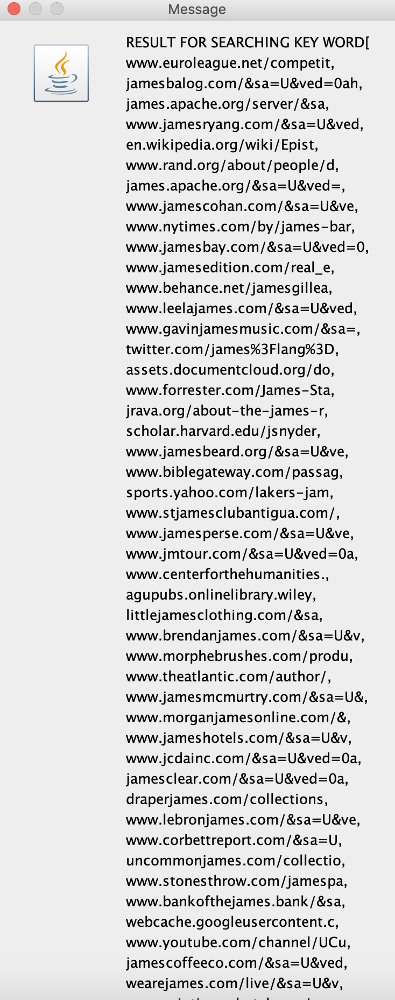 Message
RESULT FOR SEARCHING KEY WORD[
www.euroleague.net/competit,
jamesbalog.com/&sa=U&ved=0ah,
james.apache.org/server/&sa,
www.jamesryang.com/&sa=U&ved,
en.wikipedia.org/wiki/Epist,
www.rand.org/about/people/d,
james.apache.org/&sa=U&ved=,
www.jamescohan.com/&sa=U&ve,
www.nytimes.com/by/james-bar,
www.jamesbay.com/&sa=U&ved=0,
www.jamesedition.com/real_e,
www.behance.net/jamesgillea,
www.leelajames.com/&sa=U&ved,
www.gavinjamesmusic.com/&sa=,
twitter.com/james%3Flang%3D,
assets.documentcloud.org/do,
www.forrester.com/James-Sta,
jrava.org/about-the-james-r,
scholar.harvard.edu/jsnyder,
www.jamesbeard.org/&sa=U&ve,
www.biblegateway.com/passag,
sports.yahoo.com/lakers-jam,
www.stjamesclubantigua.com/,
www.jamesperse.com/&sa=U&ve,
www.jmtour.com/&sa=U&ved=0a,
www.centerforthehumanities.,
agupubs.onlinelibrary.wiley,
littlejamesclothing.com/&sa,
www.brendanjames.com/&sa=U&v,
www.morphebrushes.com/produ,
www.theatlantic.com/author/,
www.jamesmcmurtry.com/&sa=U&,
www.morganjamesonline.com/&,
www.jameshotels.com/&sa=U&v,
www.jcdainc.com/&sa=U&ved=0a,
jamesclear.com/&sa=U&ved=0a,
draperjames.com/collections,
www.lebronjames.com/&sa=U&ve,
www.corbettreport.com/&sa=U,
uncommonjames.com/collectio,
www.stonesthrow.com/jamespa,
www.bankofthejames.bank/&sa,
webcache.googleusercontent.c,
www.youtube.com/channel/UCu,
jamescoffeeco.com/&sa=U&ved,
wearejames.com/live/&sa=U&v,